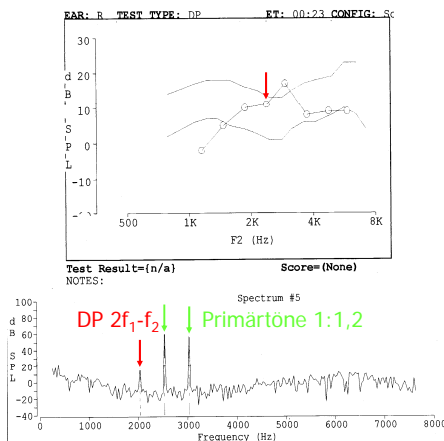 EAR: R TEST TYPE: DP ET: 00:23 CONFIG: Sc
30
20
10
0
dB SPL
500 1K 2K 4K 8K
F2 (Hz)
Test Result={n/a} Score=(None)
NOTES:
Spectrum #5
DP 2f₁-f₂ Primärtöne 1:1,2
100
80
60
40
20
0
-20
-40
dB SPL
0 1000 2000 3000 4000 5000 6000 7000 8000
Frequency (Hz)